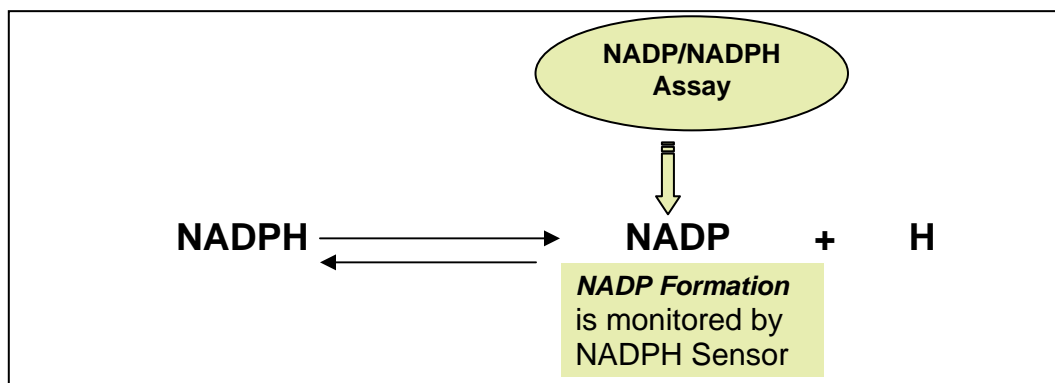 NADP/NADPH
Assay
NADPH NADP + H
NADP Formation
is monitored by
NADPH Sensor